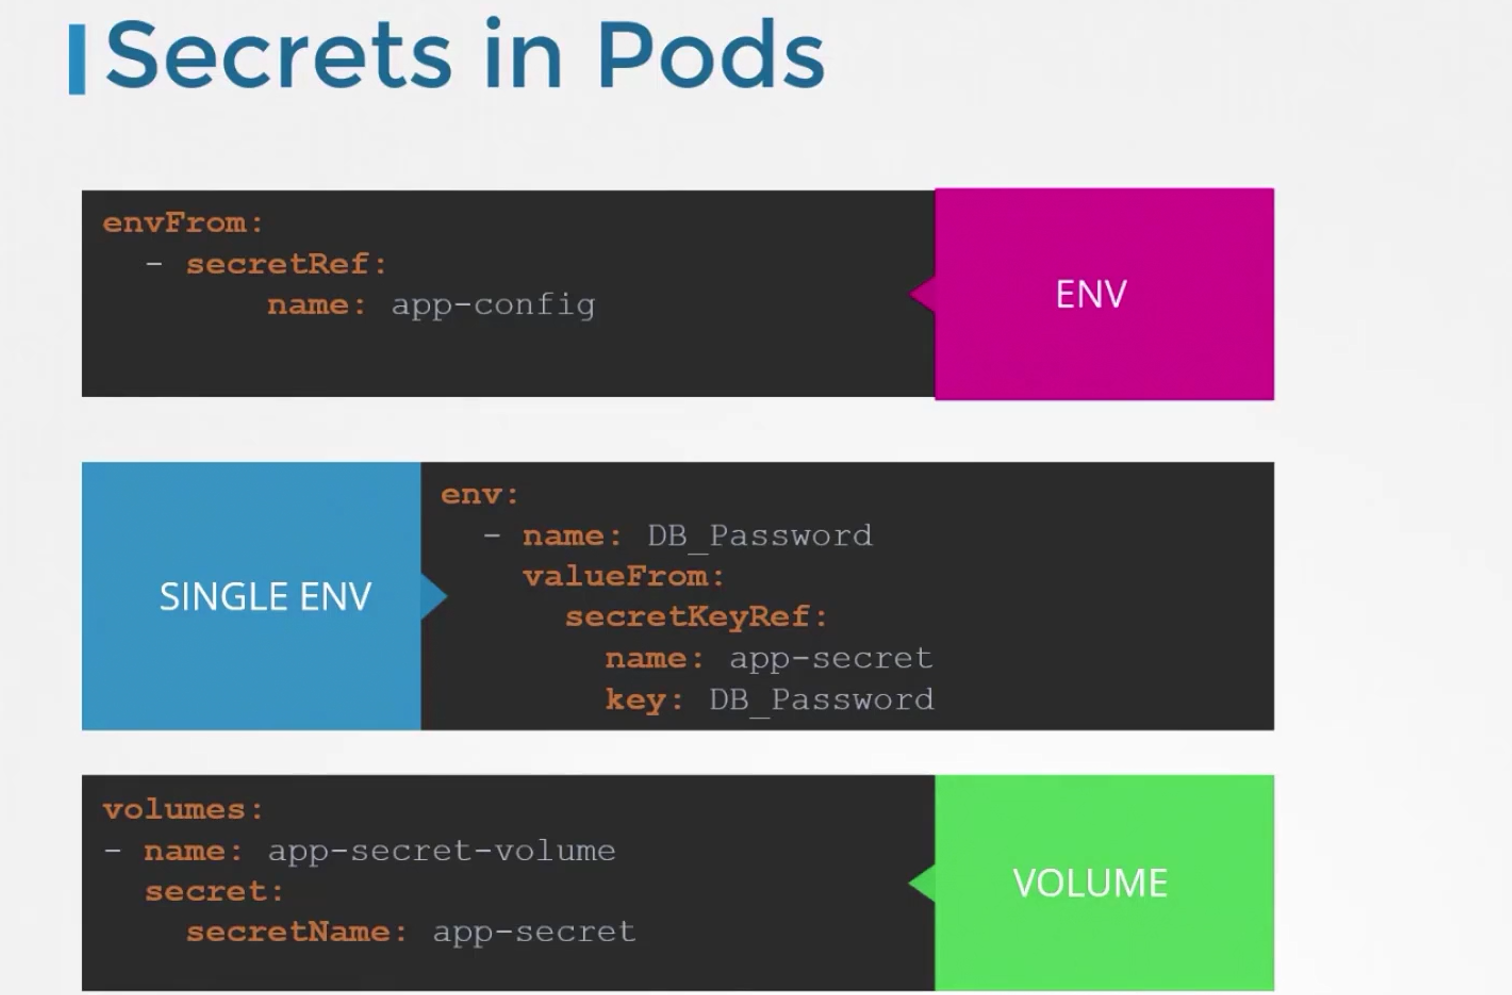 Secrets in Pods
envFrom:
  - secretRef:
        name: app-config
ENV
SINGLE ENV
env:
  - name: DB_Password
    valueFrom:
      secretKeyRef:
        name: app-secret
        key: DB_Password
volumes:
- name: app-secret-volume
  secret:
    secretName: app-secret
VOLUME